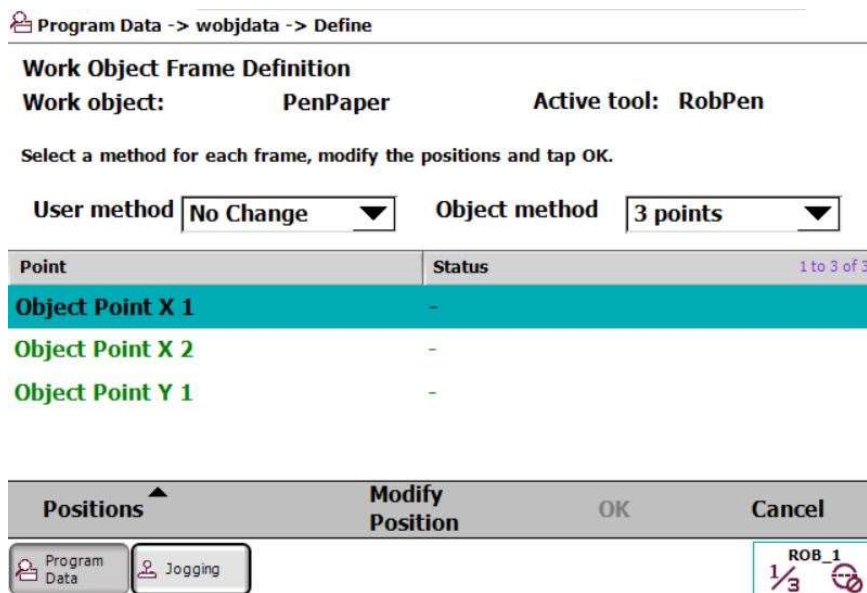 Program Data -> wobjdata -> Define
Work Object Frame Definition
Work object: PenPaper Active tool: RobPen
Select a method for each frame, modify the positions and tap OK.
User method No Change Object method 3 points
Point Status 1 to 3 of 3
Object Point X 1 -
Object Point X 2 -
Object Point Y 1 -
Positions Modify Position OK Cancel
Program Data Jogging ROB_1
1/3